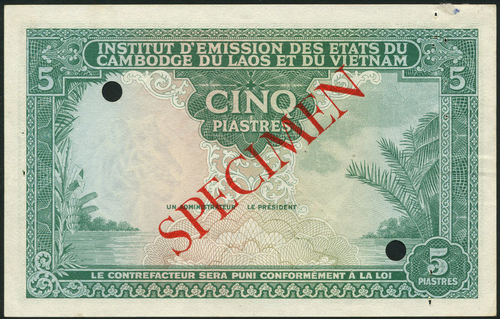 INSTITUT D'EMISSION DES ETATS DU
CAMBODGE DU LAOS ET DU VIETNAM
5
5
CINQ
PIASTRES
SPECIMEN
UN ADMINISTRATEUR LE PRÉSIDENT
5
PIASTRES
LE CONTREFACTEUR SERA PUNI CONFORMÉMENT À LA LOI